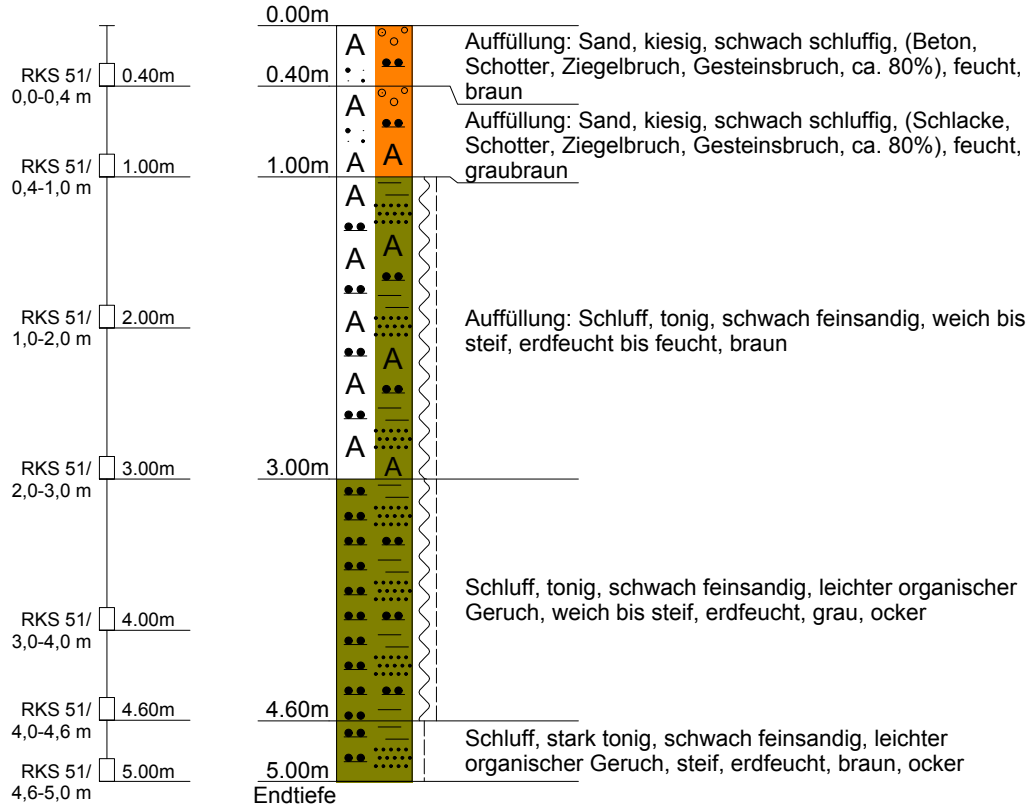 0.00m
RKS 51/
0,0-0,4 m
0.40m
0.40m
A
Auffüllung: Sand, kiesig, schwach schluffig, (Beton,
Schotter, Ziegelbruch, Gesteinsbruch, ca. 80%), feucht,
braun
RKS 51/
0,4-1,0 m
1.00m
1.00m
A
A
A
Auffüllung: Sand, kiesig, schwach schluffig, (Schlacke,
Schotter, Ziegelbruch, Gesteinsbruch, ca. 80%), feucht,
graubraun
RKS 51/
1,0-2,0 m
2.00m
A
A
A
A
A
Auffüllung: Schluff, tonig, schwach feinsandig, weich bis
steif, erdfeucht bis feucht, braun
RKS 51/
2,0-3,0 m
3.00m
3.00m
A
A
A
RKS 51/
3,0-4,0 m
4.00m
Schluff, tonig, schwach feinsandig, leichter organischer
Geruch, weich bis steif, erdfeucht, grau, ocker
RKS 51/
4,0-4,6 m
4.60m
4.60m
RKS 51/
4,6-5,0 m
5.00m
5.00m
Endtiefe
Schluff, stark tonig, schwach feinsandig, leichter
organischer Geruch, steif, erdfeucht, braun, ocker